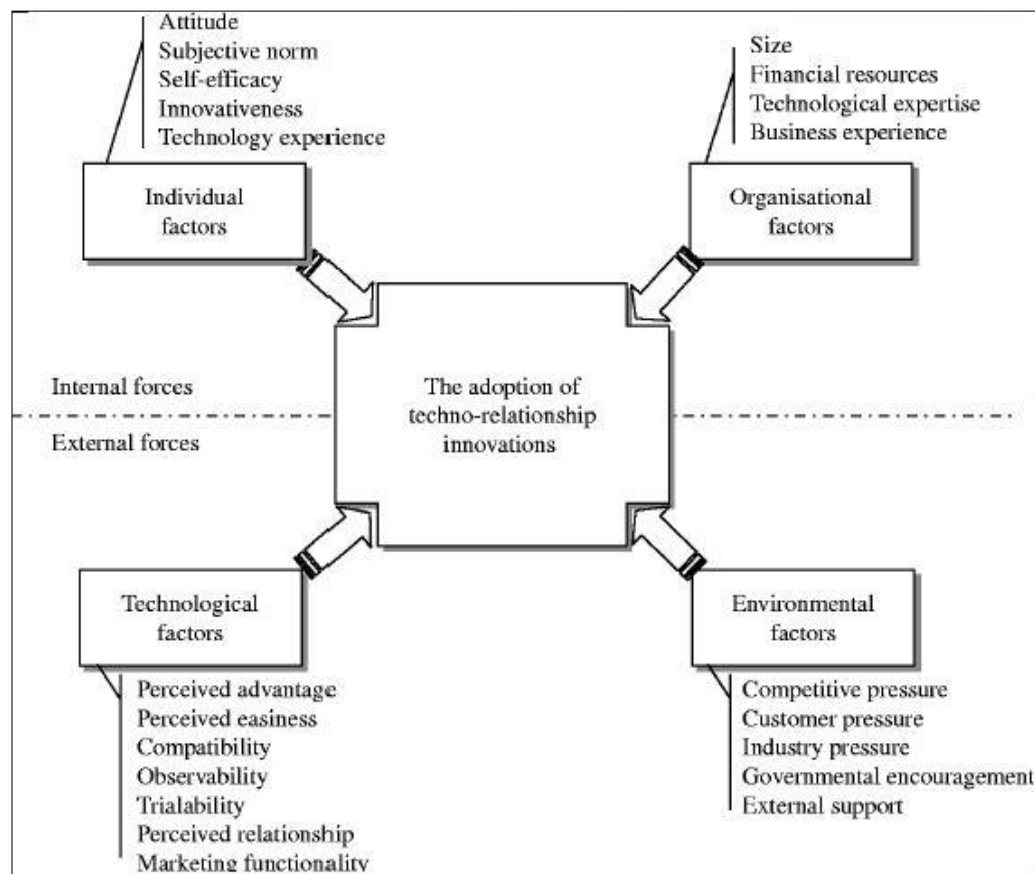 Attitude
Subjective norm
Self-efficacy
Innovativeness
Technology experience
Size
Financial resources
Technological expertise
Business experience
Individual
factors
Organisational
factors
Internal forces
The adoption of
techno-relationship
innovations
External forces
Technological
factors
Environmental
factors
Perceived advantage
Perceived easiness
Compatibility
Observability
Trialability
Perceived relationship
Marketing functionality
Competitive pressure
Customer pressure
Industry pressure
Governmental encouragement
External support